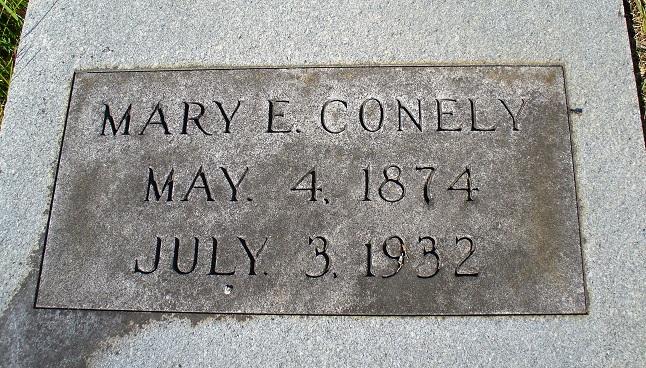 MARY E. CONELY
MAY. 4, 1874
JULY. 3, 1932